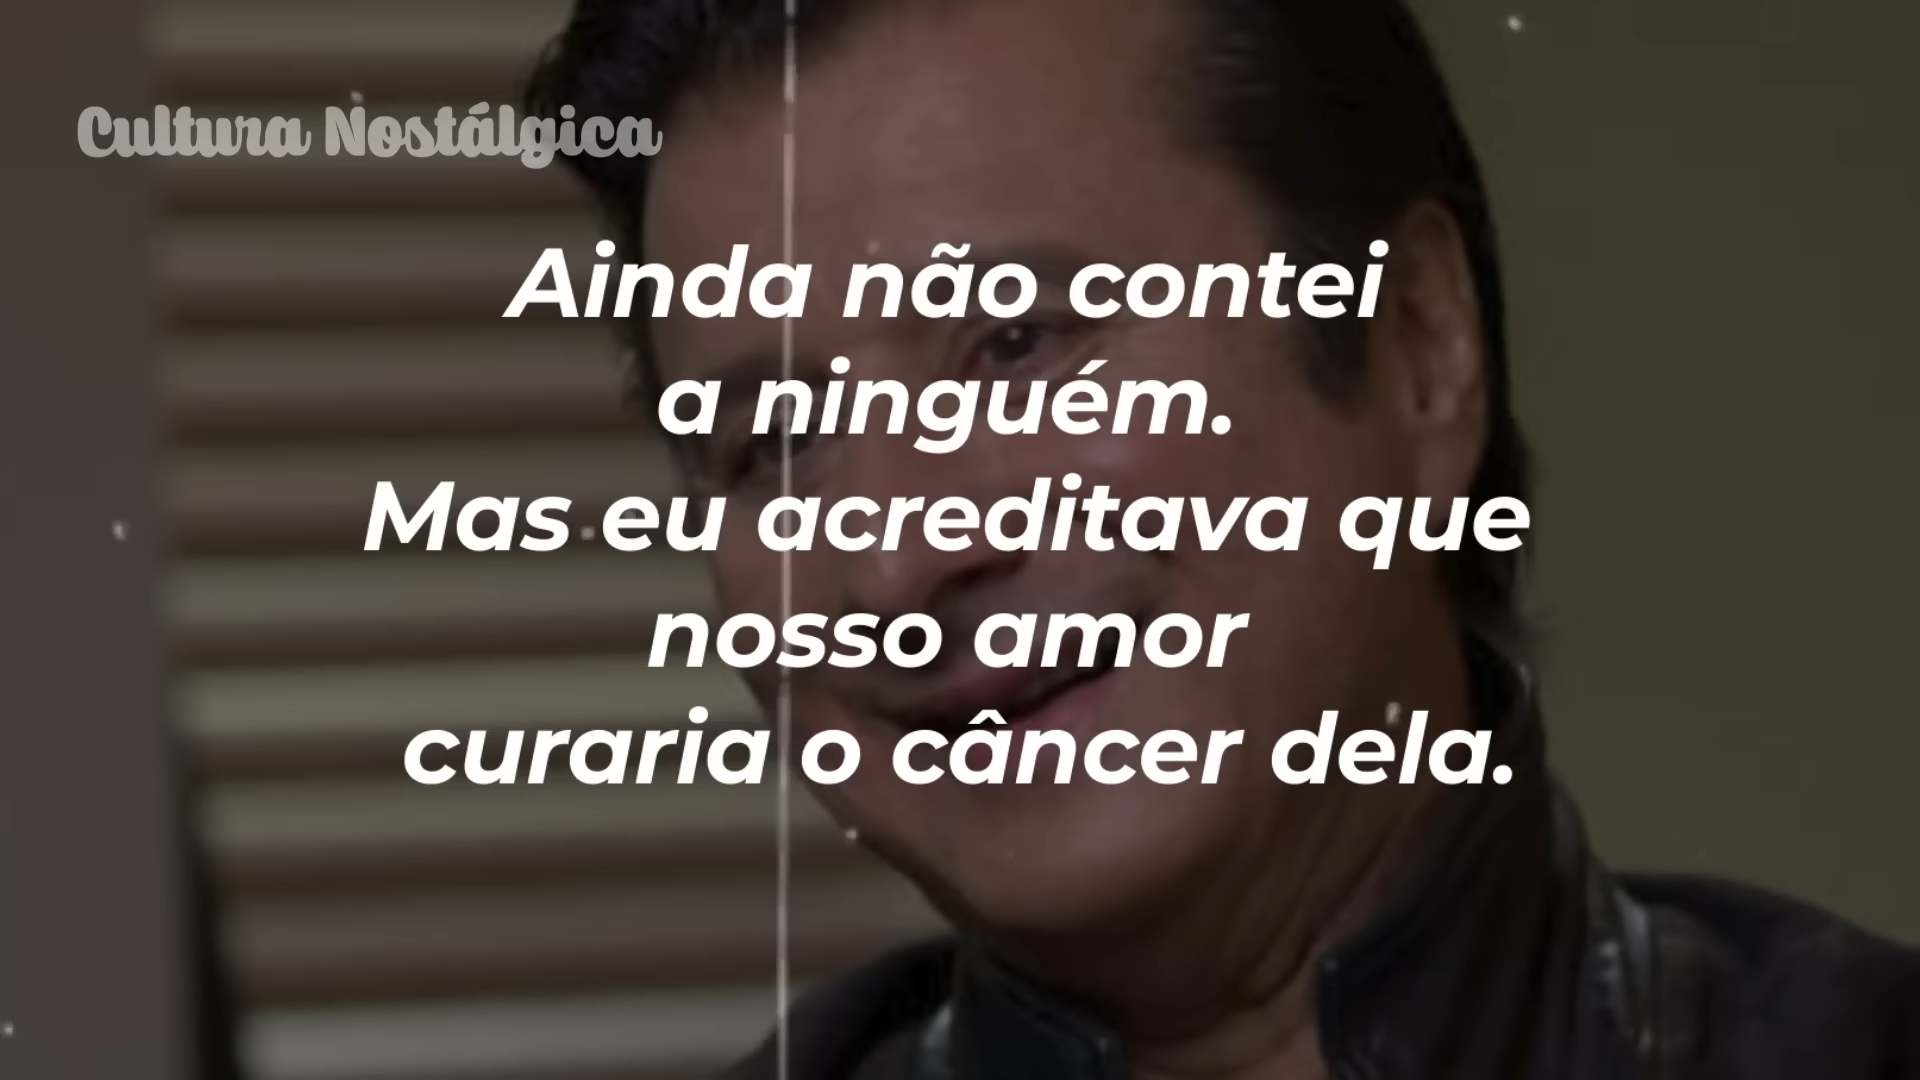 Cultura Nostálgica
Ainda não contei
a ninguém.
Mas eu acreditava que
nosso amor
curaria o câncer dela.